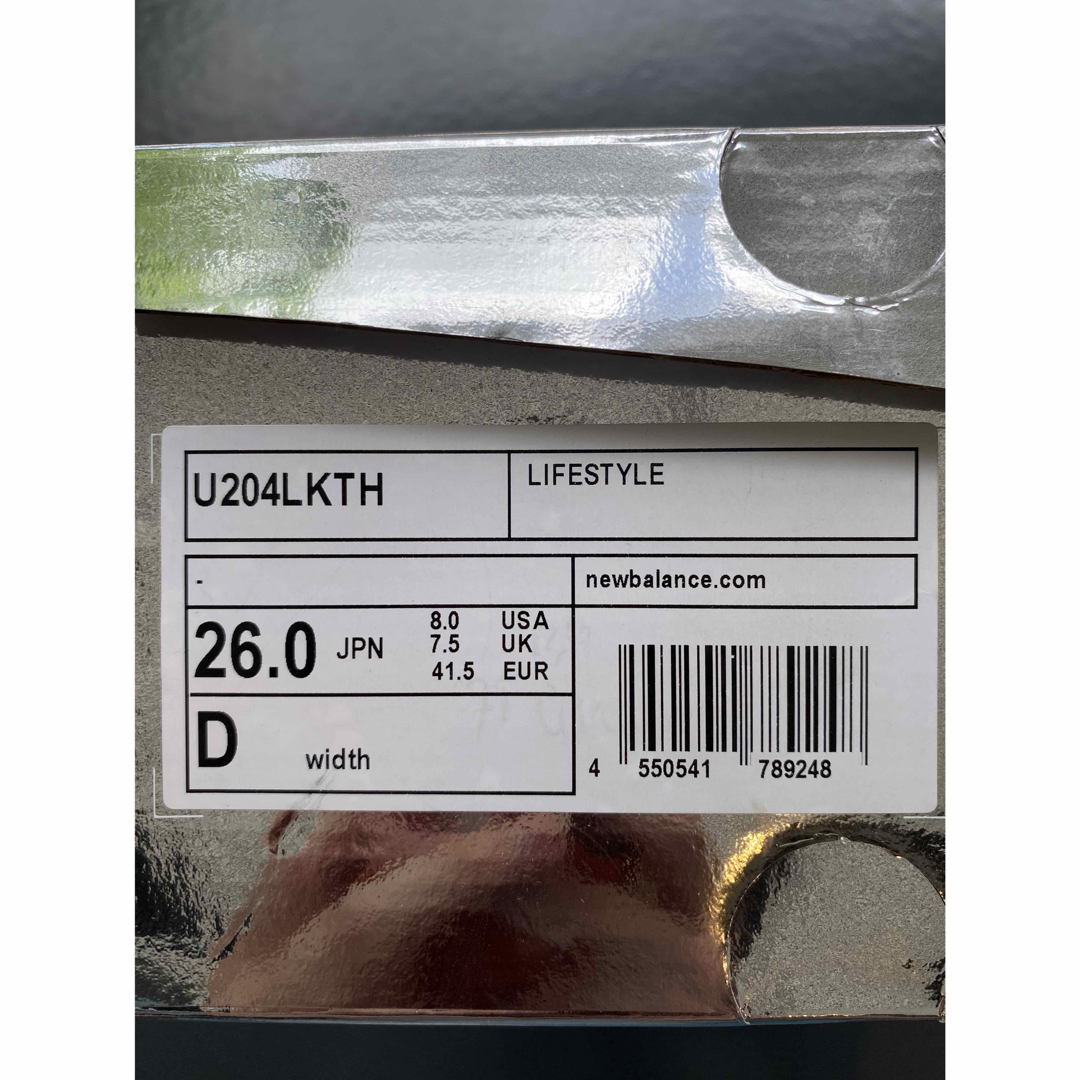 U204LKTH
LIFESTYLE
-
newbalance.com
26.0 JPN
8.0 USA
7.5 UK
41.5 EUR
D width
4 550541 789248